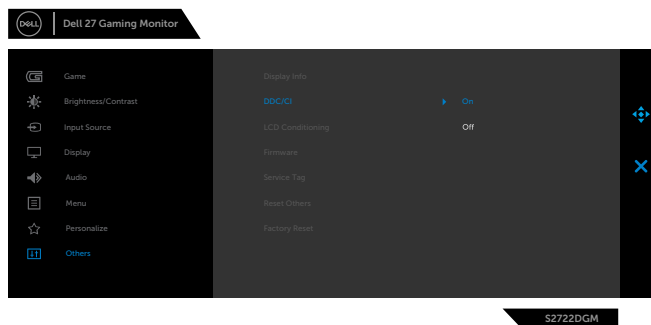 DELL
Dell 27 Gaming Monitor
Game
Display Info
Brightness/Contrast
DDC/CI
On
Input Source
LCD Conditioning
Off
Display
Firmware
Audio
Service Tag
Menu
Reset Others
Personalize
Factory Reset
Others
S2722DGM